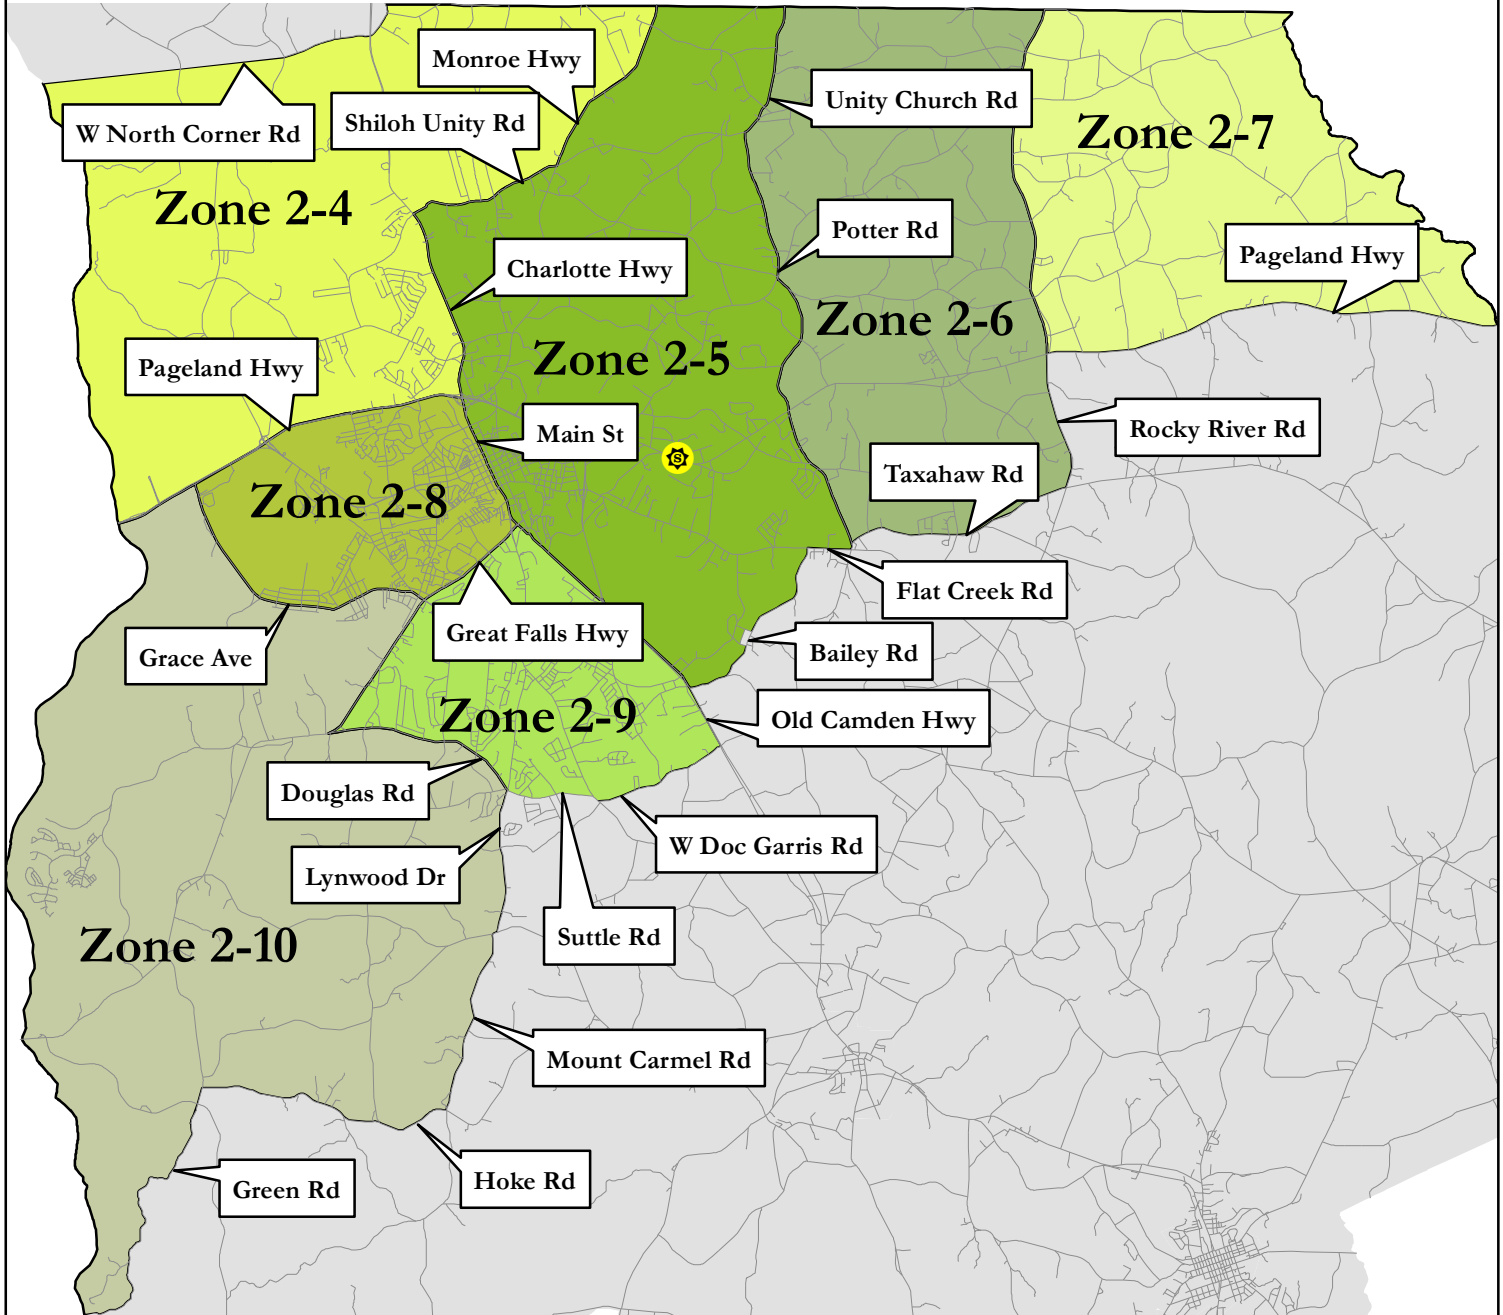 Monroe Hwy
Unity Church Rd
W North Corner Rd
Shiloh Unity Rd
Zone 2-7
Zone 2-4
Potter Rd
Pageland Hwy
Charlotte Hwy
Zone 2-6
Zone 2-5
Pageland Hwy
Main St
Rocky River Rd
Taxahaw Rd
S
Zone 2-8
Flat Creek Rd
Great Falls Hwy
Bailey Rd
Grace Ave
Zone 2-9
Old Camden Hwy
Douglas Rd
W Doc Garris Rd
Lynwood Dr
Suttle Rd
Zone 2-10
Mount Carmel Rd
Hoke Rd
Green Rd